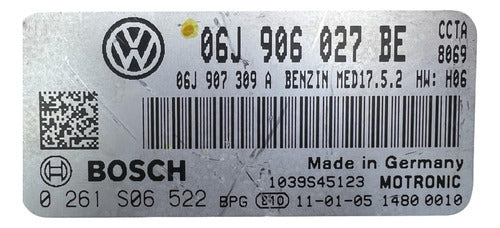 06J 906 027 BE CCTA
8069
06J 907 309 A BENZIN MED17.5.2 HW: H06
BOSCH Made in Germany
1039S45123 MOTRONIC
0 261 S06 522 BPG E10 11-01-05 1480 0010